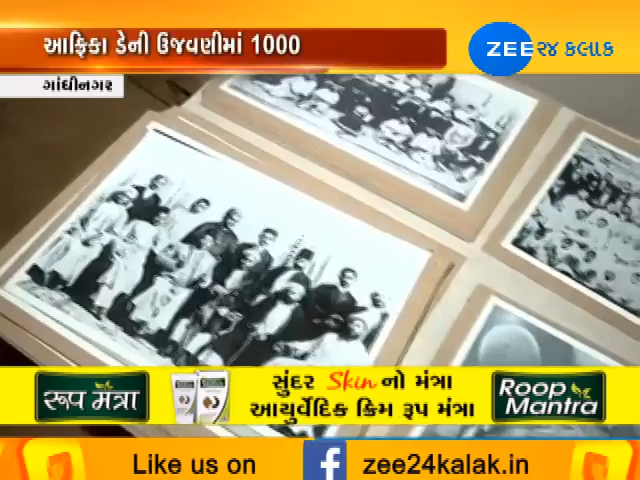 આફ્રિકા ડેની ઉજવણીમાં 1000
ZEE ૨૪ કલાક
ગાંધીનગર
રૂપ મંત્રા
સુંદર Skin નો મંત્રા
આયુર્વેદિક ક્રિમ રૂપ મંત્રા
Roop
Mantra
Like us on f zee24kalak.in